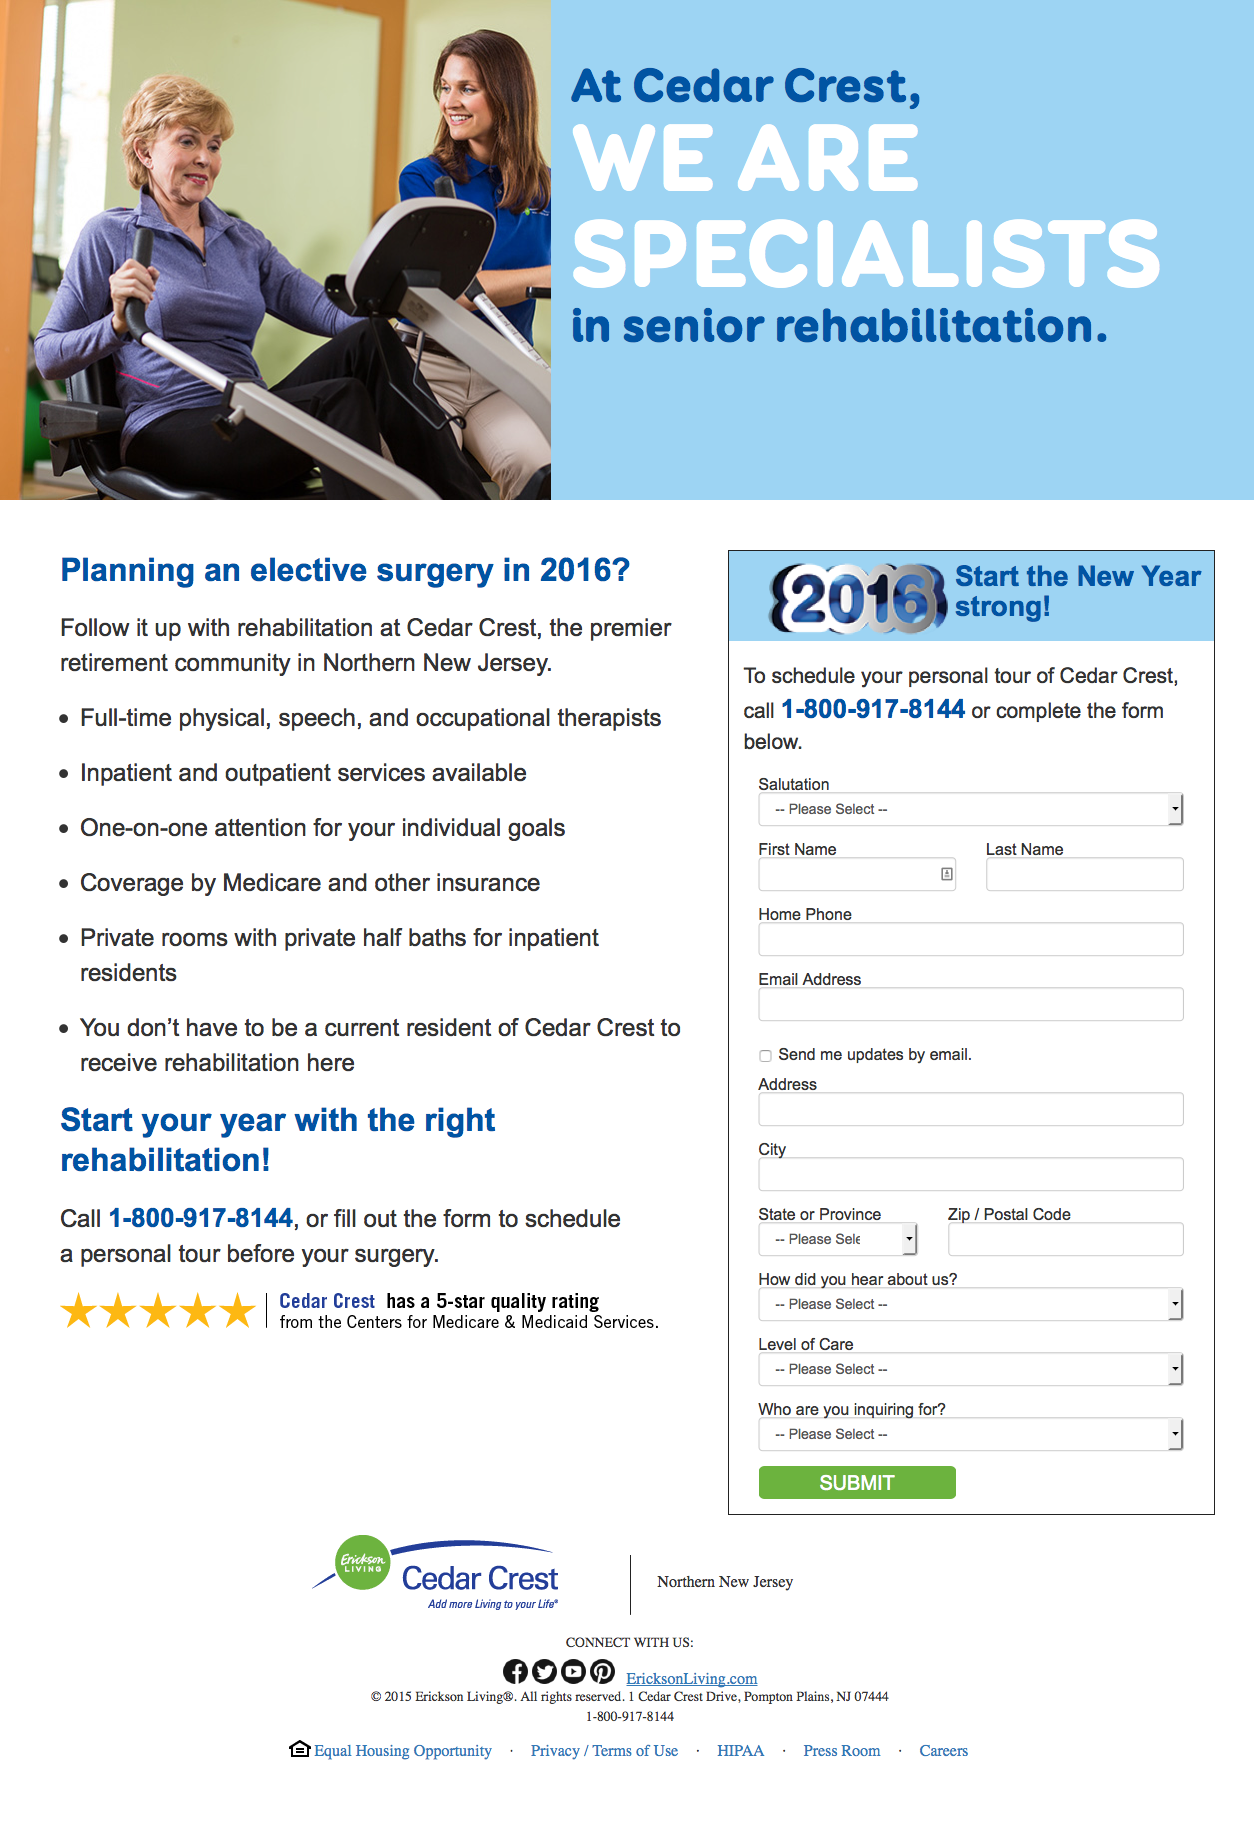 At Cedar Crest,
WE ARE
SPECIALISTS
in senior rehabilitation.
Planning an elective surgery in 2016?
Follow it up with rehabilitation at Cedar Crest, the premier
retirement community in Northern New Jersey.
• Full-time physical, speech, and occupational therapists
• Inpatient and outpatient services available
• One-on-one attention for your individual goals
• Coverage by Medicare and other insurance
• Private rooms with private half baths for inpatient
residents
• You don’t have to be a current resident of Cedar Crest to
receive rehabilitation here
Start your year with the right
rehabilitation!
Call 1-800-917-8144, or fill out the form to schedule
a personal tour before your surgery.
Cedar Crest has a 5-star quality rating
from the Centers for Medicare & Medicaid Services.
2016
Start the New Year
strong!
To schedule your personal tour of Cedar Crest,
call 1-800-917-8144 or complete the form
below.
Salutation
-- Please Select --
First Name Last Name
Home Phone
Email Address
Send me updates by email.
Address
City
State or Province Zip / Postal Code
-- Please Sele
How did you hear about us?
-- Please Select --
Level of Care
-- Please Select --
Who are you inquiring for?
-- Please Select --
SUBMIT
Erickson
LIVING
Cedar Crest
Add more Living to your Life®
Northern New Jersey
CONNECT WITH US:
EricksonLiving.com
© 2015 Erickson Living®. All rights reserved. 1 Cedar Crest Drive, Pompton Plains, NJ 07444
1-800-917-8144
Equal Housing Opportunity · Privacy / Terms of Use · HIPAA · Press Room · Careers